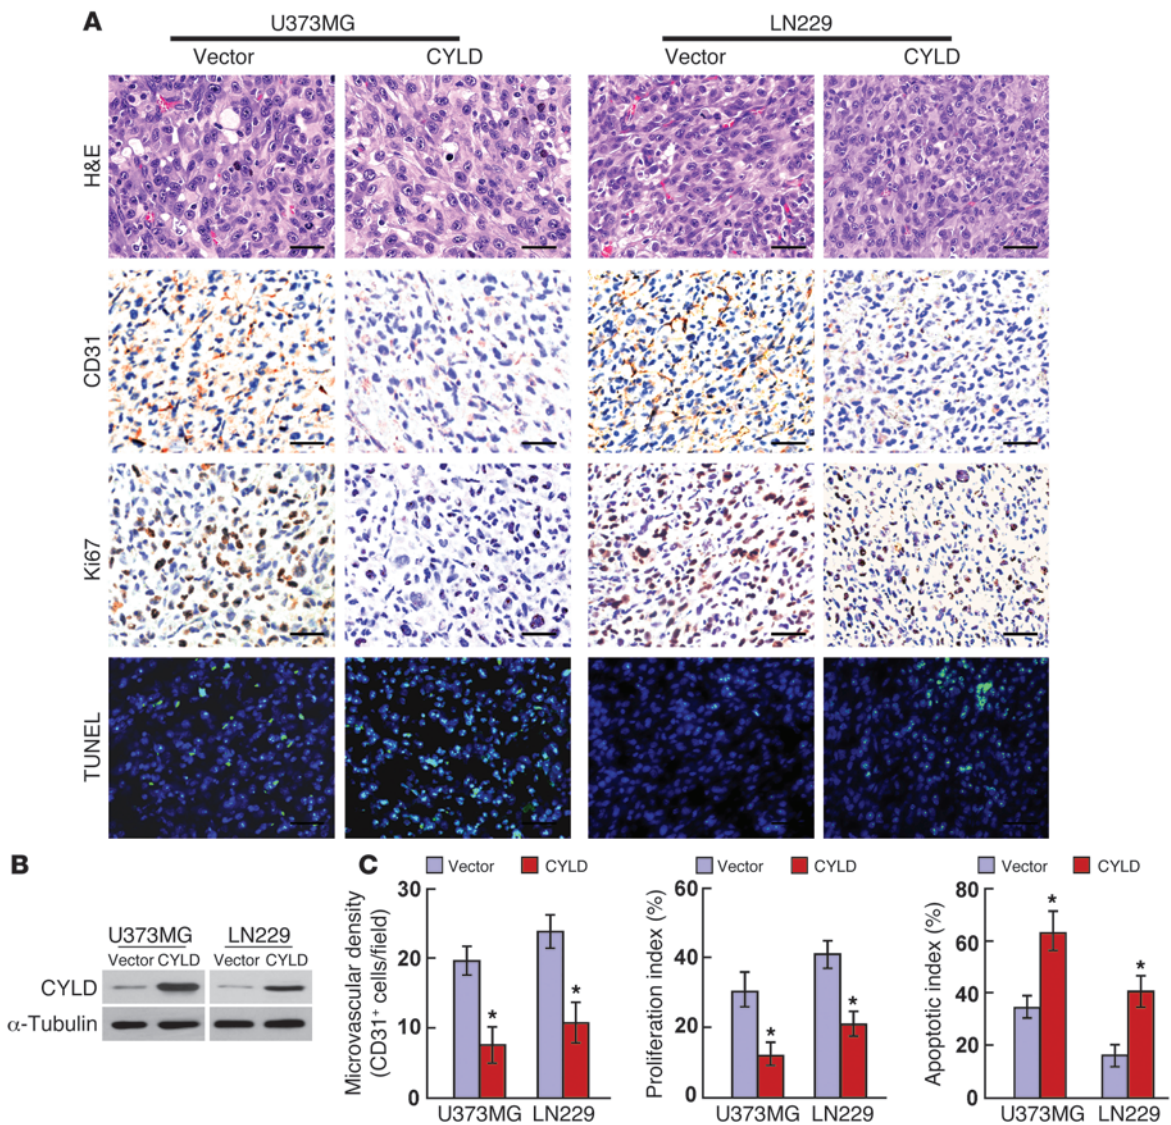 A
U373MG
LN229
Vector
CYLD
Vector
CYLD
H&E
CD31
Ki67
TUNEL
B
U373MG
LN229
Vector CYLD
Vector CYLD
CYLD
α-Tubulin
C
Vector
CYLD
Microvascular density
(CD31⁺ cells/field)
30
20
10
0
*
*
U373MG
LN229
Vector
CYLD
Proliferation index (%)
60
40
20
0
*
*
U373MG
LN229
Vector
CYLD
Apoptotic index (%)
80
60
40
20
0
*
*
U373MG
LN229